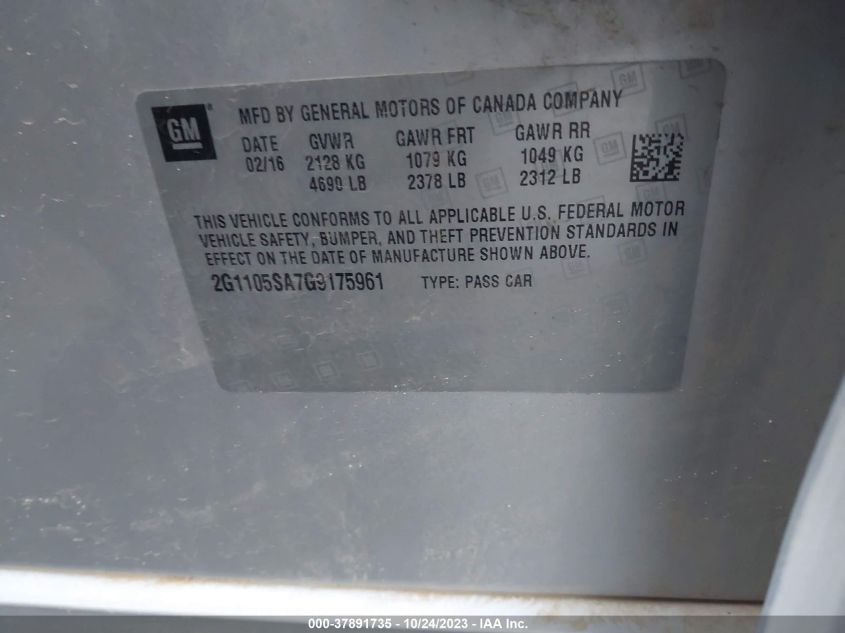 GM
MFD BY GENERAL MOTORS OF CANADA COMPANY
DATE GVWR GAWR FRT GAWR RR
02/16 2128 KG 1079 KG 1049 KG
4690 LB 2378 LB 2312 LB
THIS VEHICLE CONFORMS TO ALL APPLICABLE U.S. FEDERAL MOTOR
VEHICLE SAFETY, BUMPER, AND THEFT PREVENTION STANDARDS IN
EFFECT ON THE DATE OF MANUFACTURE SHOWN ABOVE.
2G1105SA7G9175961 TYPE: PASS CAR
000-37891735 - 10/24/2023 - IAA Inc.